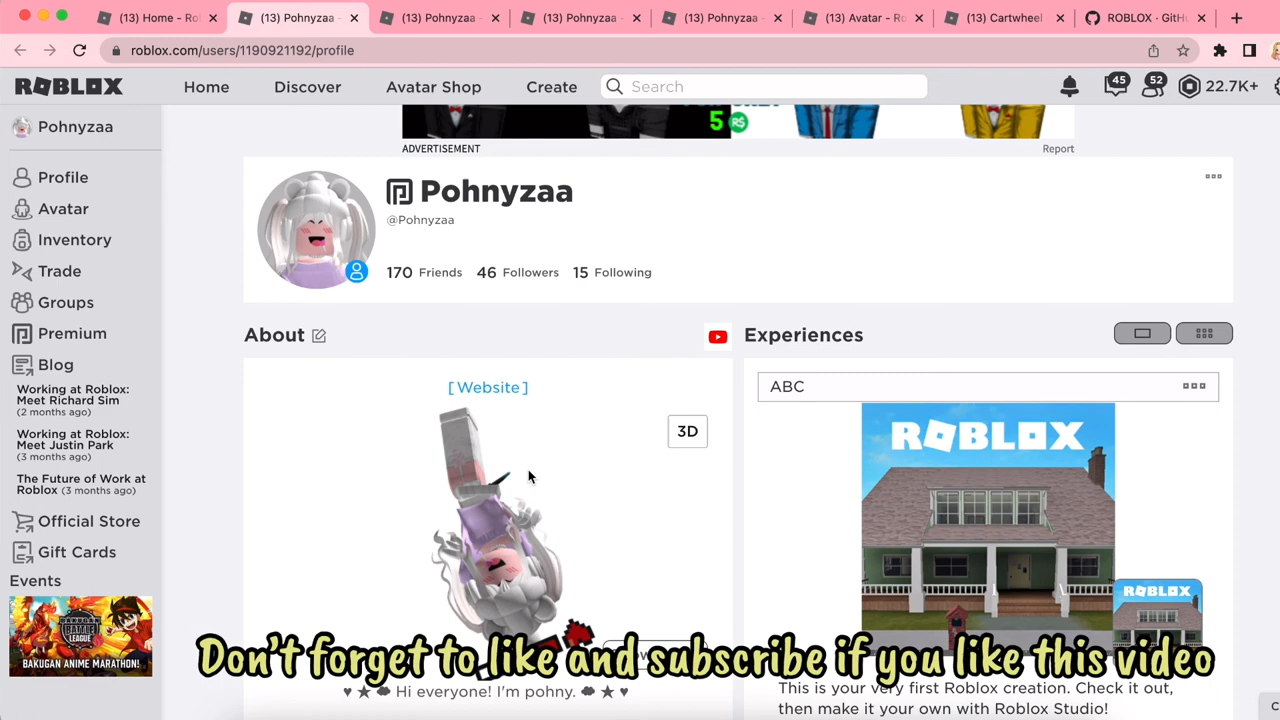 (13) Home - Ro
(13) Pohnyzaa -
(13) Pohnyzaa -
(13) Pohnyzaa -
(13) Pohnyzaa -
(13) Avatar - Ro
(13) Cartwheel
ROBLOX · GitHu
roblox.com/users/1190921192/profile
ROBLOX
Home
Discover
Avatar Shop
Create
Search
45
52
22.7K+
Pohnyzaa
Profile
Avatar
Inventory
Trade
Groups
Premium
Blog
Working at Roblox:
Meet Richard Sim
(2 months ago)
Working at Roblox:
Meet Justin Park
(3 months ago)
The Future of Work at
Roblox (3 months ago)
Official Store
Gift Cards
Events
BAKUGAN
BATTLE
LEAGUE
BAKUGAN ANIME MARATHON!
5 R$
ADVERTISEMENT
Report
Pohnyzaa
@Pohnyzaa
170 Friends 46 Followers 15 Following
About
[ Website ]
3D
♥ ★ Hi everyone! I'm pohny. ★ ♥
Experiences
ABC
ROBLOX
ROBLOX
This is your very first Roblox creation. Check it out,
then make it your own with Roblox Studio!
Don't forget to like and subscribe if you like this video